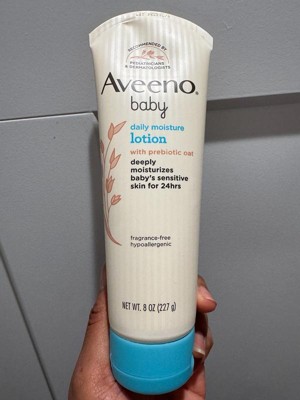 RECOMMENDED BY
PEDIATRICIANS
& DERMATOLOGISTS
Aveeno®
baby
daily moisture
lotion
with prebiotic oat
deeply
moisturizes
baby's sensitive
skin for 24hrs
fragrance-free
hypoallergenic
NET WT. 8 OZ (227 g)